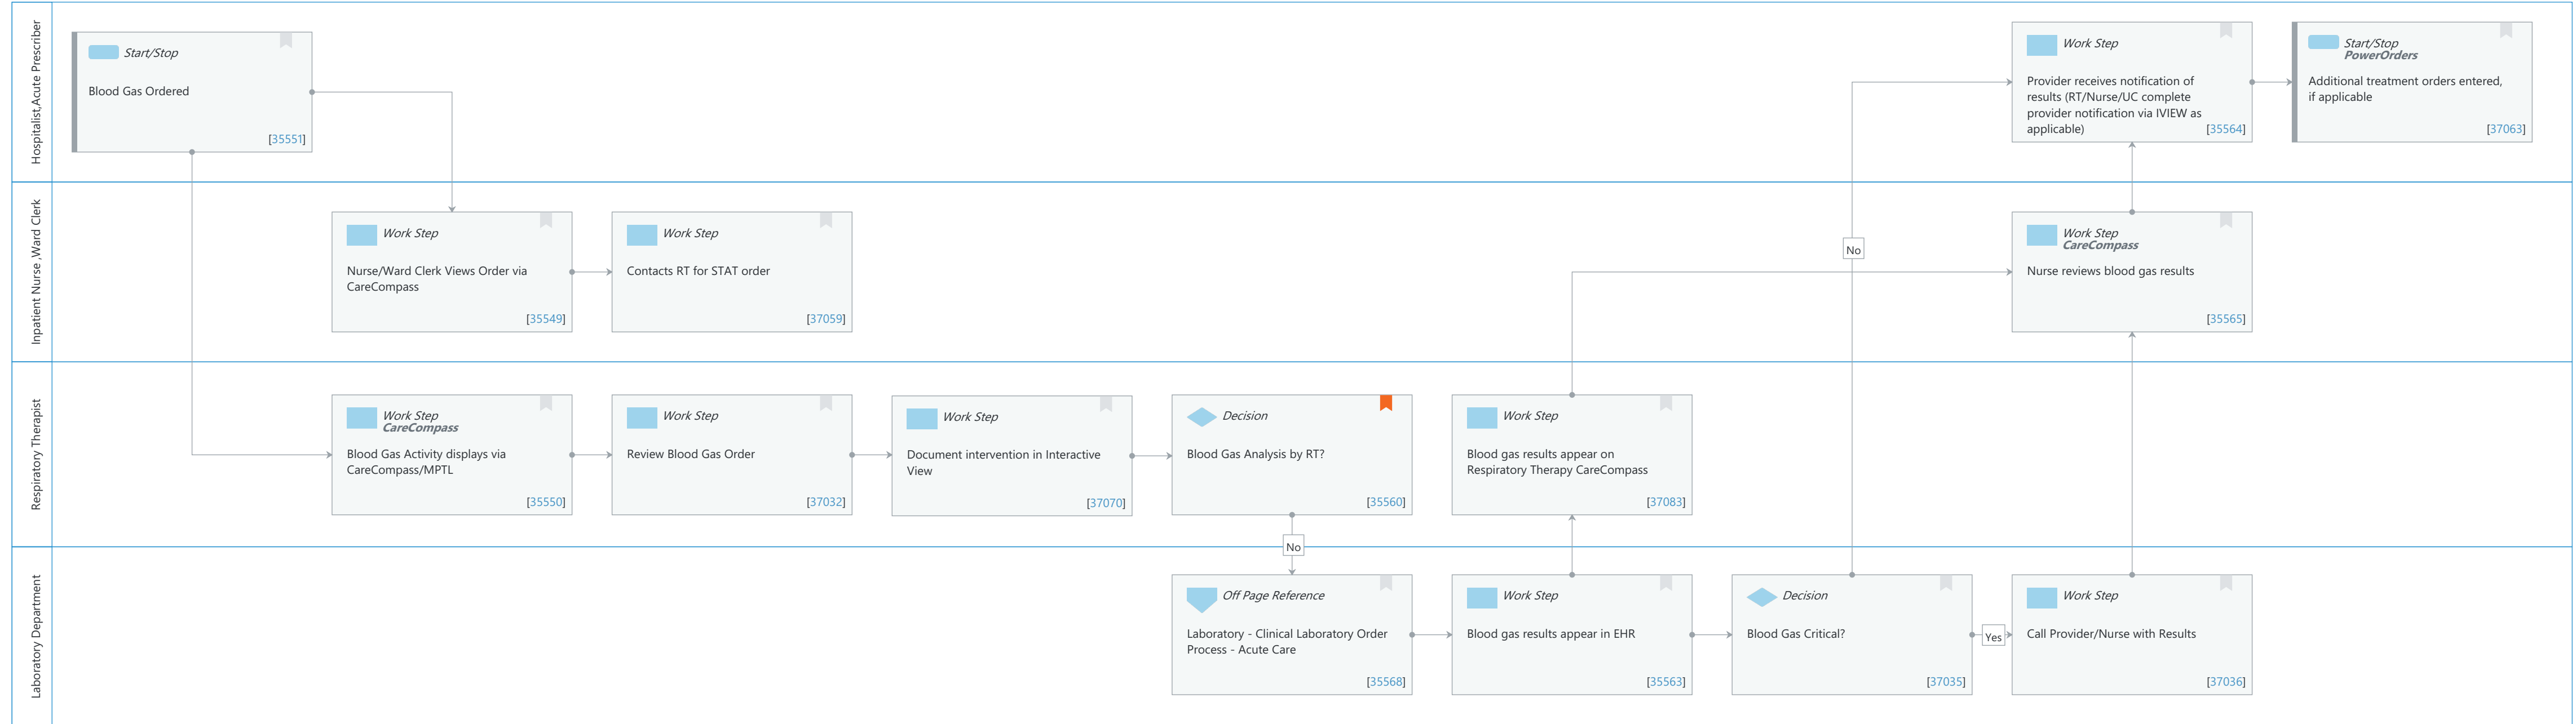 Hospitalist,Acute Prescriber
Start/Stop
Blood Gas Ordered
[35551]
Work Step
Provider receives notification of
results (RT/Nurse/UC complete
provider notification via IVIEW as
applicable)
[35564]
Start/Stop
PowerOrders
Additional treatment orders entered,
if applicable
[37063]
Inpatient Nurse ,Ward Clerk
Work Step
Nurse/Ward Clerk Views Order via
CareCompass
[35549]
Work Step
Contacts RT for STAT order
[37059]
No
Work Step
CareCompass
Nurse reviews blood gas results
[35565]
Respiratory Therapist
Work Step
CareCompass
Blood Gas Activity displays via
CareCompass/MPTL
[35550]
Work Step
Review Blood Gas Order
[37032]
Work Step
Document intervention in Interactive
View
[37070]
Decision
Blood Gas Analysis by RT?
[35560]
Work Step
Blood gas results appear on
Respiratory Therapy CareCompass
[37083]
No
Laboratory Department
Off Page Reference
Laboratory - Clinical Laboratory Order
Process - Acute Care
[35568]
Work Step
Blood gas results appear in EHR
[35563]
Decision
Blood Gas Critical?
[37035]
Yes
Work Step
Call Provider/Nurse with Results
[37036]